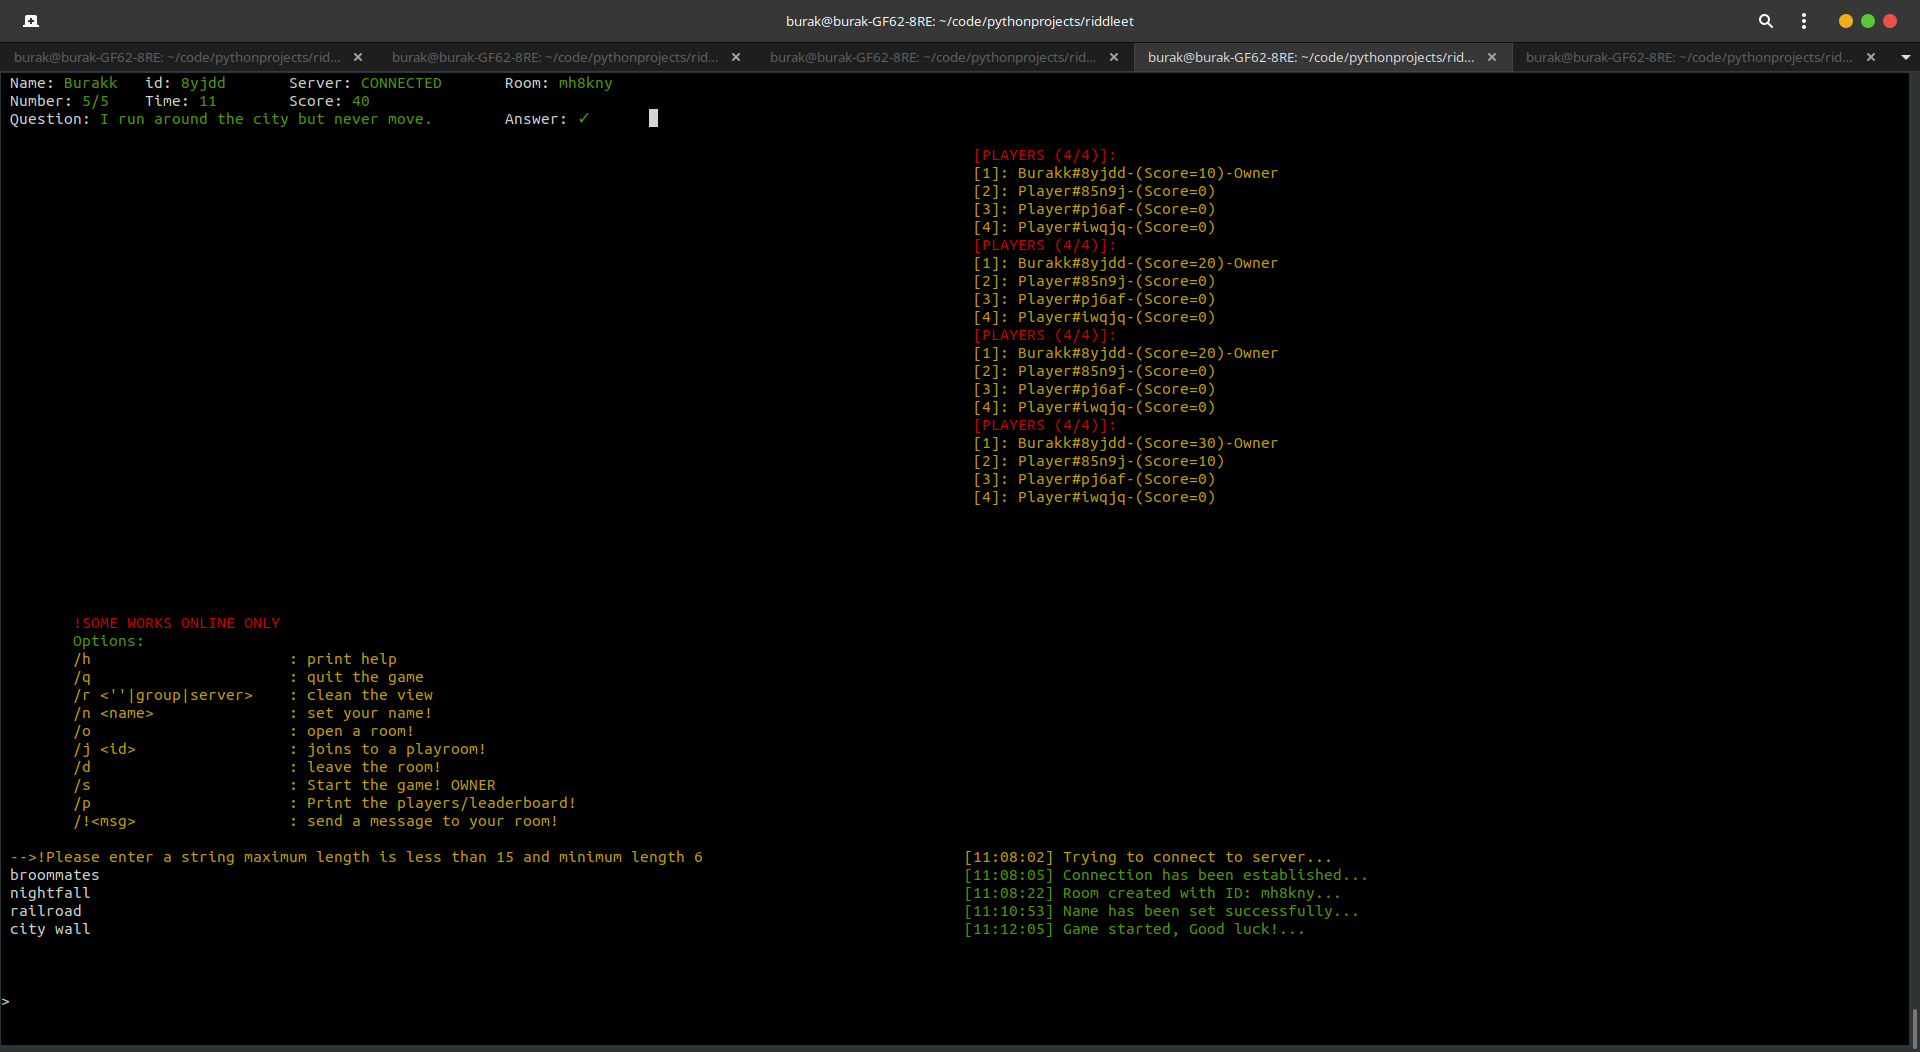 burak@burak-GF62-8RE: ~/code/pythonprojects/riddleet
burak@burak-GF62-8RE: ~/code/pythonprojects/ridd...
burak@burak-GF62-8RE: ~/code/pythonprojects/rid...
burak@burak-GF62-8RE: ~/code/pythonprojects/rid...
burak@burak-GF62-8RE: ~/code/pythonprojects/rid...
burak@burak-GF62-8RE: ~/code/pythonprojects/rid...
Name: Burakk id: 8yjdd Server: CONNECTED Room: mh8kny
Number: 5/5 Time: 11 Score: 40
Question: I run around the city but never move. Answer: ✓
[PLAYERS (4/4)]:
[1]: Burakk#8yjdd-(Score=10)-Owner
[2]: Player#85n9j-(Score=0)
[3]: Player#pj6af-(Score=0)
[4]: Player#iwqjq-(Score=0)
[PLAYERS (4/4)]:
[1]: Burakk#8yjdd-(Score=20)-Owner
[2]: Player#85n9j-(Score=0)
[3]: Player#pj6af-(Score=0)
[4]: Player#iwqjq-(Score=0)
[PLAYERS (4/4)]:
[1]: Burakk#8yjdd-(Score=20)-Owner
[2]: Player#85n9j-(Score=0)
[3]: Player#pj6af-(Score=0)
[4]: Player#iwqjq-(Score=0)
[PLAYERS (4/4)]:
[1]: Burakk#8yjdd-(Score=30)-Owner
[2]: Player#85n9j-(Score=10)
[3]: Player#pj6af-(Score=0)
[4]: Player#iwqjq-(Score=0)
!SOME WORKS ONLINE ONLY
Options:
/h : print help
/q : quit the game
/r <''|group|server> : clean the view
/n <name> : set your name!
/o : open a room!
/j <id> : joins to a playroom!
/d : leave the room!
/s : Start the game! OWNER
/p : Print the players/leaderboard!
/!<msg> : send a message to your room!
-->!Please enter a string maximum length is less than 15 and minimum length 6
broommates
nightfall
railroad
city wall
[11:08:02] Trying to connect to server...
[11:08:05] Connection has been established...
[11:08:22] Room created with ID: mh8kny...
[11:10:53] Name has been set successfully...
[11:12:05] Game started, Good luck!...
>